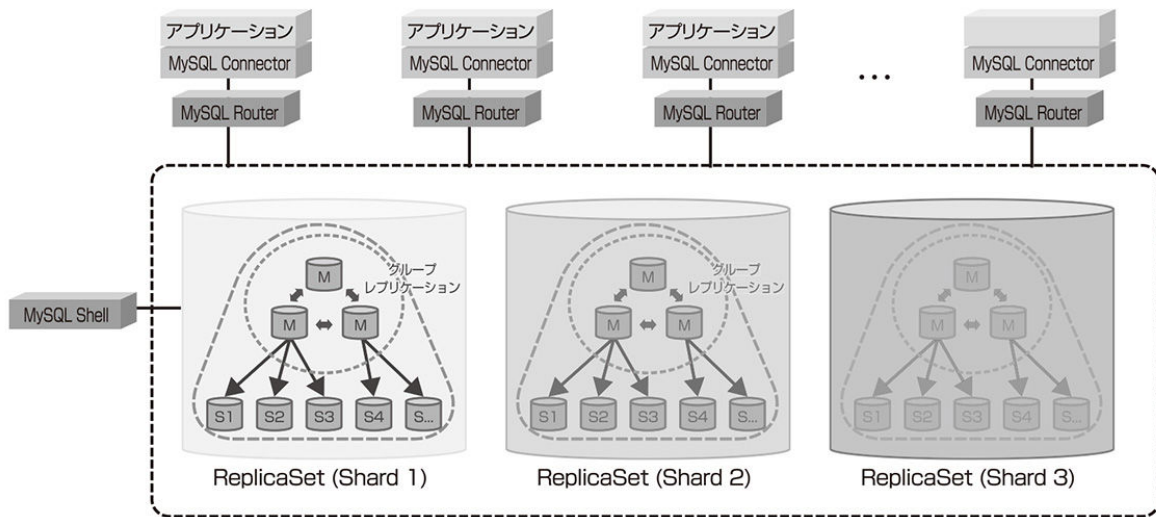 アプリケーション
MySQL Connector
MySQL Router
アプリケーション
MySQL Connector
MySQL Router
アプリケーション
MySQL Connector
MySQL Router
...
MySQL Connector
MySQL Router
MySQL Shell
M
グループ
レプリケーション
M
M
S1
S2
S3
S4
S...
ReplicaSet (Shard 1)
M
グループ
レプリケーション
M
M
S1
S2
S3
S4
S...
ReplicaSet (Shard 2)
M
M
M
S1
S2
S3
S4
S...
ReplicaSet (Shard 3)